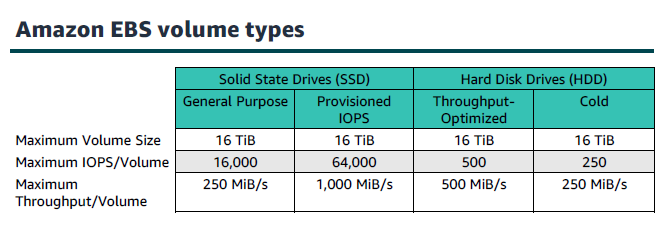 Amazon EBS volume types
Solid State Drives (SSD) Hard Disk Drives (HDD)
General Purpose Provisioned IOPS Throughput-Optimized Cold
Maximum Volume Size 16 TiB 16 TiB 16 TiB 16 TiB
Maximum IOPS/Volume 16,000 64,000 500 250
Maximum Throughput/Volume 250 MiB/s 1,000 MiB/s 500 MiB/s 250 MiB/s